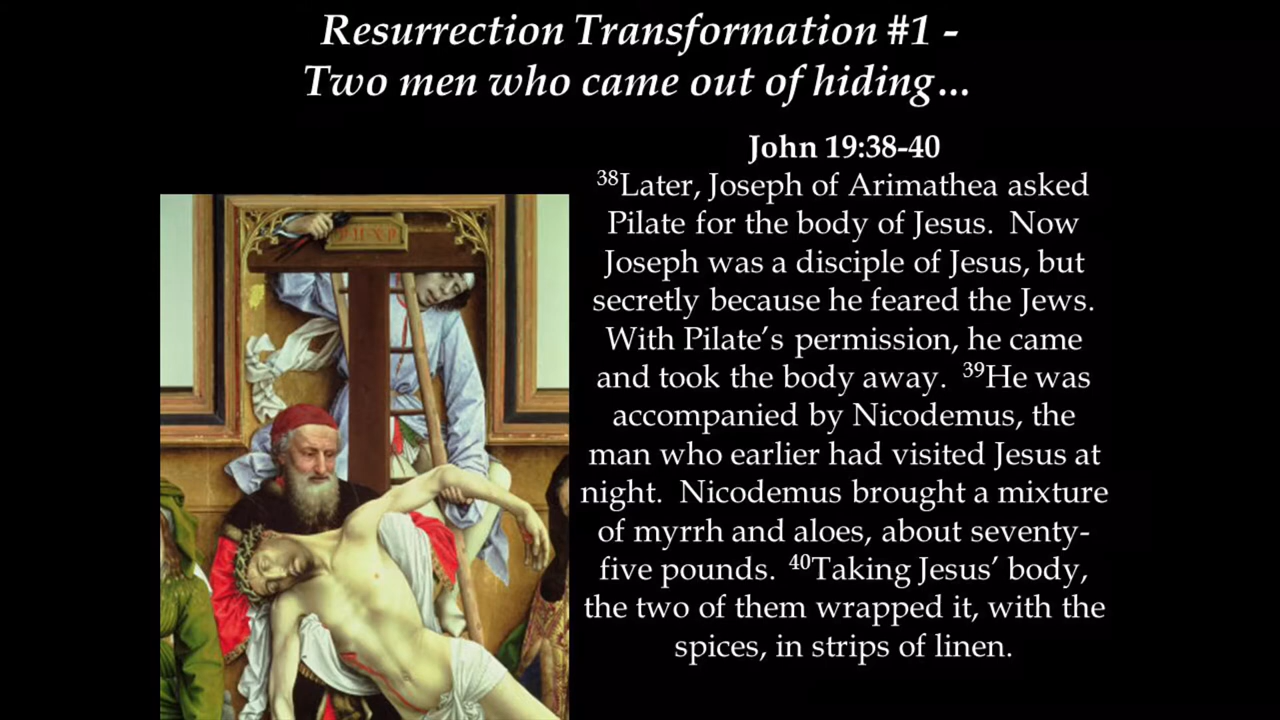 Resurrection Transformation #1 -
Two men who came out of hiding…
John 19:38-40
38Later, Joseph of Arimathea asked
Pilate for the body of Jesus. Now
Joseph was a disciple of Jesus, but
secretly because he feared the Jews.
With Pilate’s permission, he came
and took the body away. 39He was
accompanied by Nicodemus, the
man who earlier had visited Jesus at
night. Nicodemus brought a mixture
of myrrh and aloes, about seventy-
five pounds. 40Taking Jesus’ body,
the two of them wrapped it, with the
spices, in strips of linen.